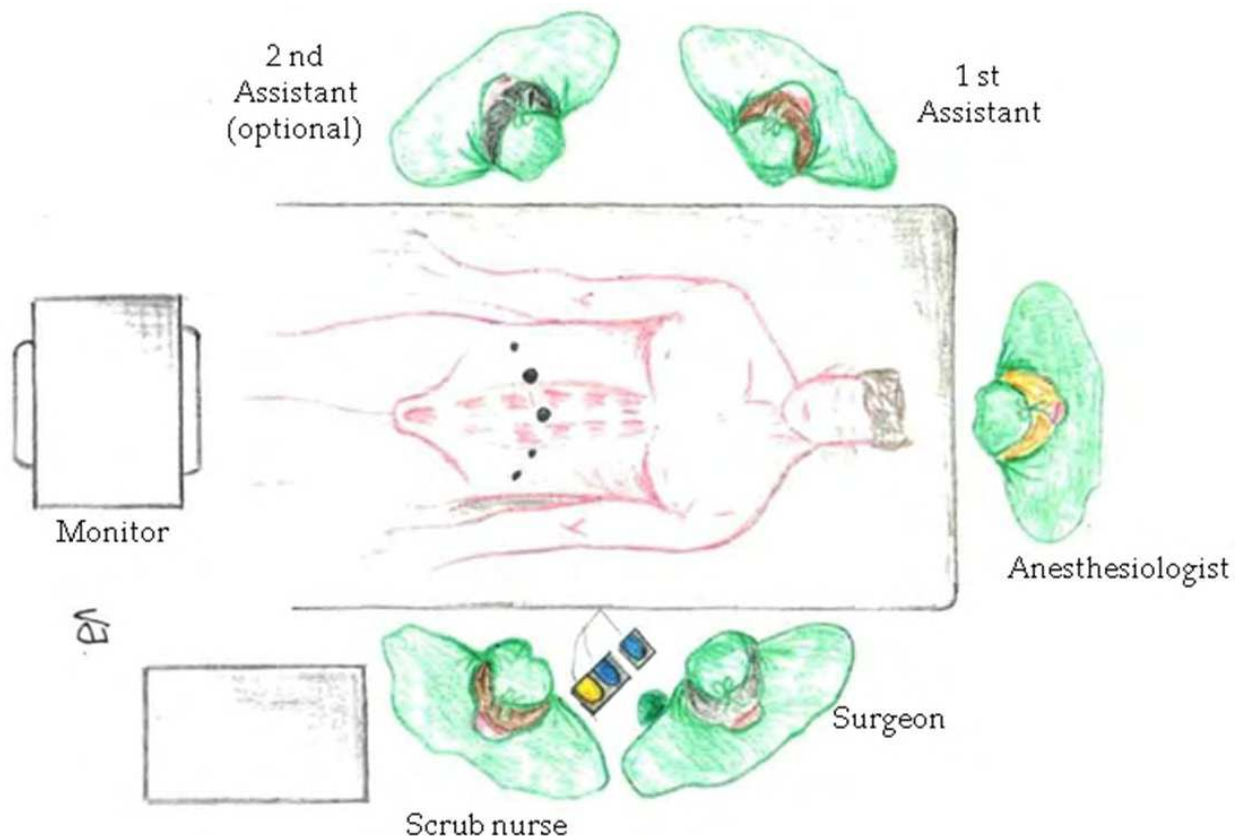 2 nd
Assistant
(optional)
1 st
Assistant
Monitor
Anesthesiologist
Surgeon
Scrub nurse